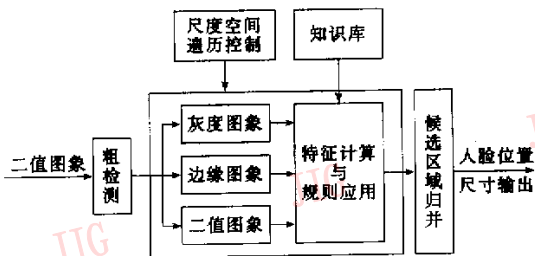 尺度空间
遍历控制
知识库
二值图象
粗检测
灰度图象
边缘图象
二值图象
特征计算
与
规则应用
候选区域归并
人脸位置
尺寸输出
JIG
JIG